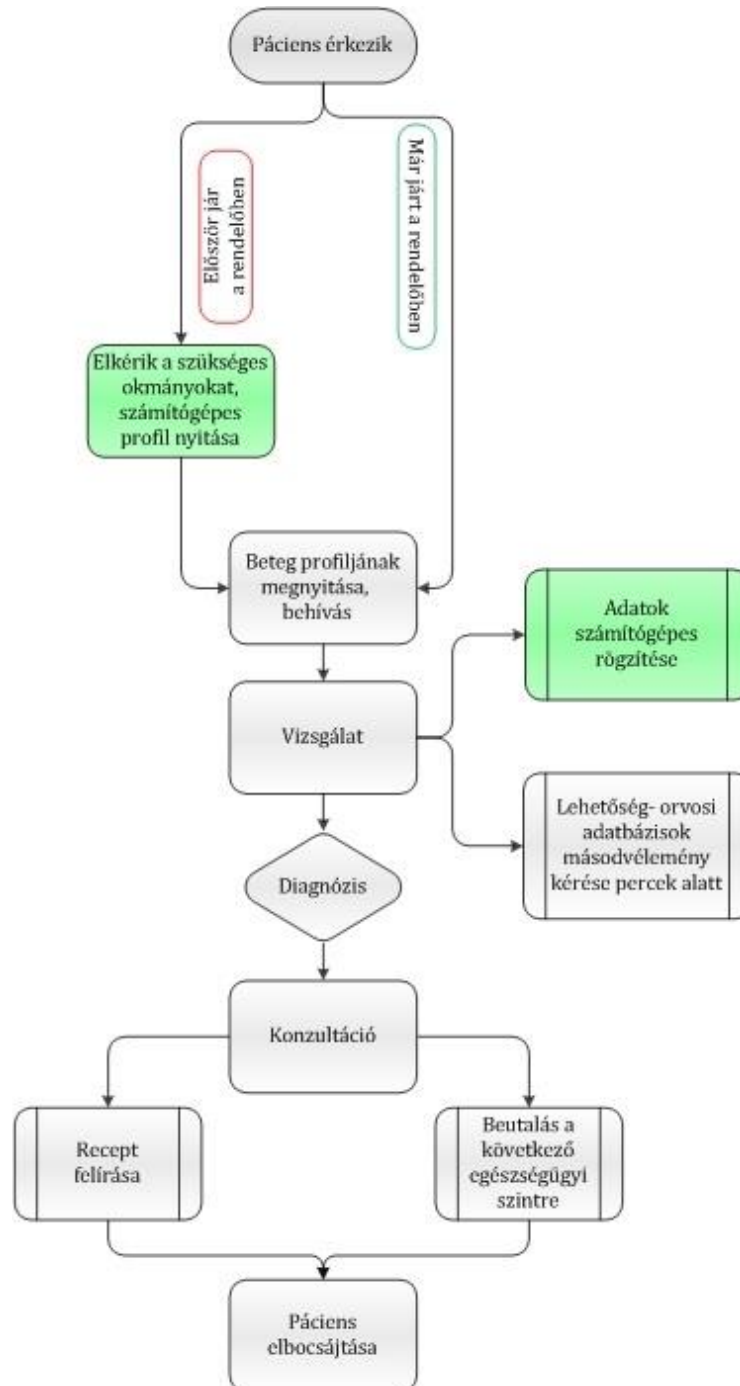 Páciens érkezik
Először jár
a rendelőben
Már járt a rendelőben
Elkérik a szükséges
okmányokat,
számítógépes
profil nyitása
Beteg profiljának
megnyitása,
behívás
Adatok
számítógépes
rögzítése
Vizsgálat
Lehetőség- orvosi
adatbázisok
másodvélemény
kérése percek alatt
Diagnózis
Konzultáció
Recept
felírása
Beutalás a
következő
egészségügyi
szintre
Páciens
elbocsájtása